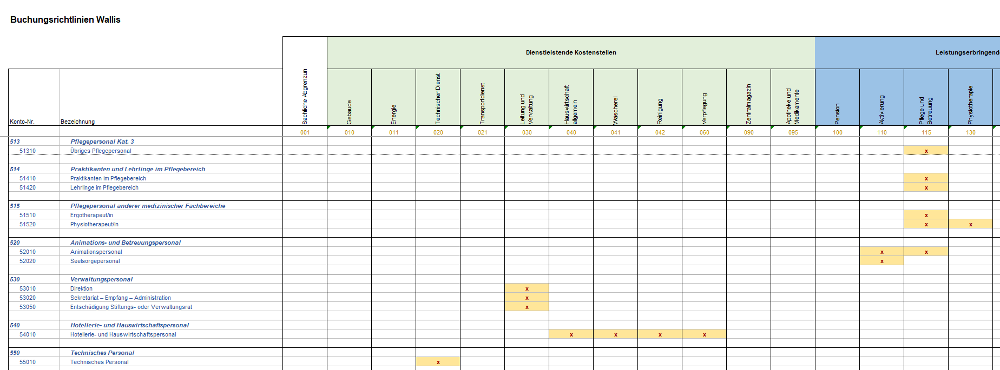 Buchungsrichtlinien Wallis
Dienstleistende Kostenstellen
Leistungserbringend
Konto-Nr. Bezeichnung Sachliche Abgrenzun Gebäude Energie Technischer Dienst Transportdienst Leitung und Verwaltung Hauswirtschaft allgemein Wäscherei Reinigung Verpflegung Zentralmagazin Apotheke und Medikamente Pension Aktivierung Pflege und Betreuung Physiotherapie
001 010 011 020 021 030 040 041 042 060 090 095 100 110 115 130
513 Pflegepersonal Kat. 3
51310 Übriges Pflegepersonal x
514 Praktikanten und Lehrlinge im Pflegebereich
51410 Praktikanten im Pflegebereich x
51420 Lehrlinge im Pflegebereich x
515 Pflegepersonal anderer medizinischer Fachbereiche
51510 Ergotherapeut/in x
51520 Physiotherapeut/in x x
520 Animations- und Betreuungspersonal
52010 Animationspersonal x x
52020 Seelsorgepersonal x
530 Verwaltungspersonal
53010 Direktion x
53020 Sekretariat – Empfang – Administration x
53050 Entschädigung Stiftungs- oder Verwaltungsrat x
540 Hotellerie- und Hauswirtschaftspersonal
54010 Hotellerie- und Hauswirtschaftspersonal x x x x
550 Technisches Personal
55010 Technisches Personal x